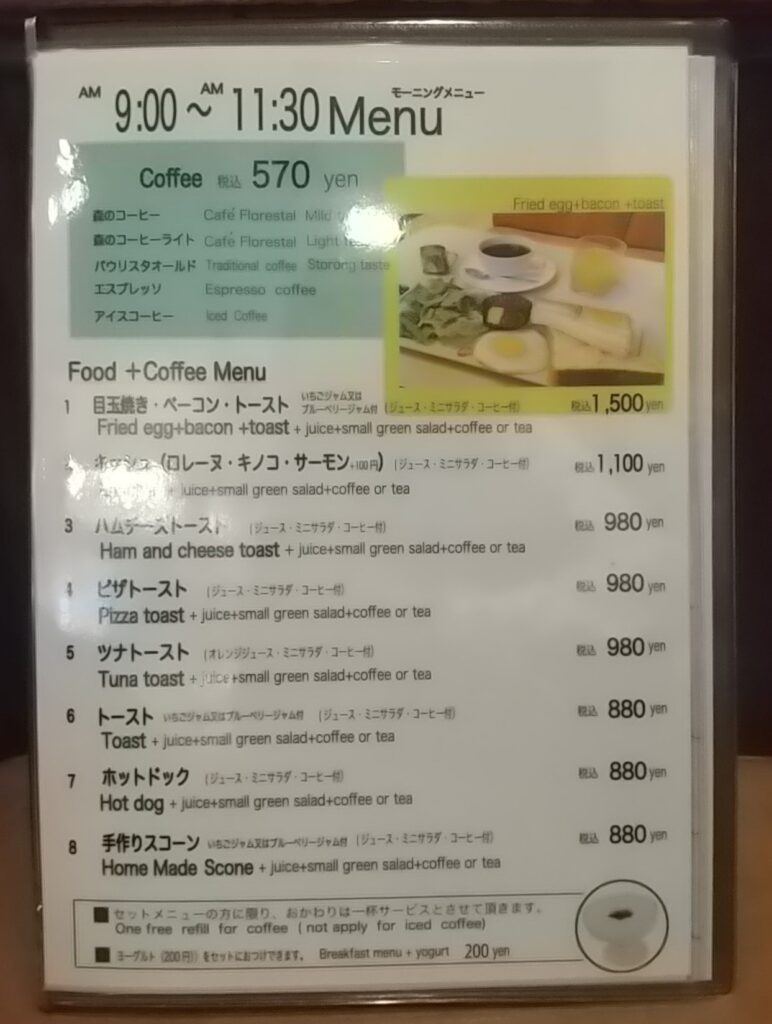 AM 9:00 ~ AM 11:30 Menu モーニングメニュー
Coffee 税込 570 yen
森のコーヒー Café Florestal Mild
森のコーヒーライト Café Florestal Light
パウリスタオールド Traditional coffee Storong taste
エスプレッソ Espresso coffee
アイスコーヒー Iced Coffee
Fried egg+bacon +toast
Food +Coffee Menu
1 目玉焼き・ベーコン・トースト いちごジャム又はブルーベリージャム付 (ジュース・ミニサラダ・コーヒー付) 税込 1,500 yen
Fried egg+bacon +toast + juice+small green salad+coffee or tea
キッシュ (ロレーヌ・キノコ・サーモン+100円) (ジュース・ミニサラダ・コーヒー付) 税込 1,100 yen
+ juice+small green salad+coffee or tea
3 ハムチーズトースト (ジュース・ミニサラダ・コーヒー付) 税込 980 yen
Ham and cheese toast + juice+small green salad+coffee or tea
4 ピザトースト (ジュース・ミニサラダ・コーヒー付) 税込 980 yen
Pizza toast + juice+small green salad+coffee or tea
5 ツナトースト (オレンジジュース・ミニサラダ・コーヒー付) 税込 980 yen
Tuna toast + juice+small green salad+coffee or tea
6 トースト いちごジャム又はブルーベリージャム付 (ジュース・ミニサラダ・コーヒー付) 税込 880 yen
Toast + juice+small green salad+coffee or tea
7 ホットドック (ジュース・ミニサラダ・コーヒー付) 税込 880 yen
Hot dog + juice+small green salad+coffee or tea
8 手作りスコーン いちごジャム又はブルーベリージャム付 (ジュース・ミニサラダ・コーヒー付) 税込 880 yen
Home Made Scone + juice+small green salad+coffee or tea
■ セットメニューの方に限り、おかわりは一杯サービスとさせて頂きます。
One free refill for coffee ( not apply for iced coffee)
■ ヨーグルト (200円) をセットにおつけできます。 Breakfast menu + yogurt 200 yen